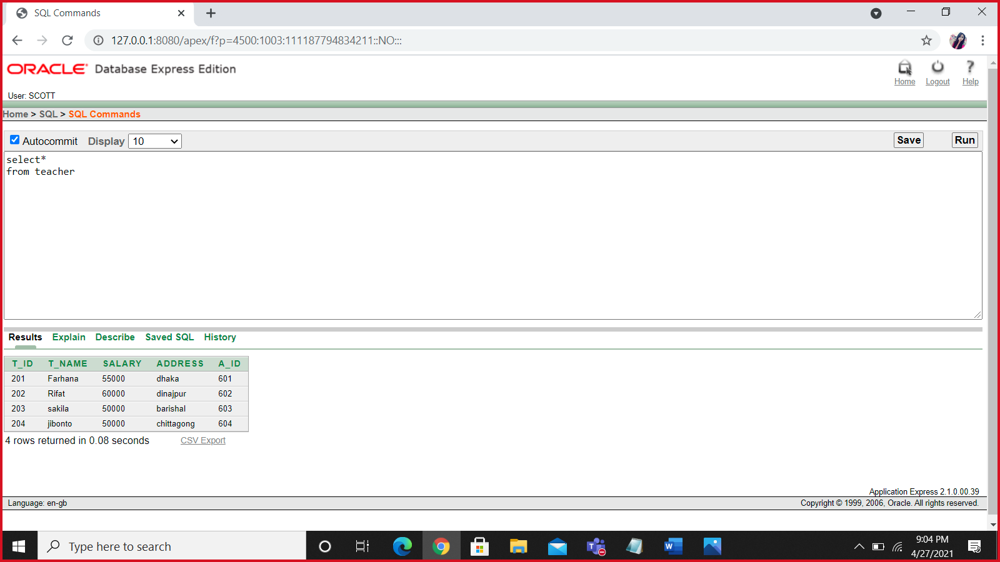 SQL Commands
127.0.0.1:8080/apex/f?p=4500:1003:111187794834211::NO:::
ORACLE Database Express Edition
Home Logout Help
User: SCOTT
Home > SQL > SQL Commands
Autocommit Display 10 Save Run
select*
from teacher
Results Explain Describe Saved SQL History
T_ID T_NAME SALARY ADDRESS A_ID
201 Farhana 55000 dhaka 601
202 Rifat 60000 dinajpur 602
203 sakila 50000 barishal 603
204 jibonto 50000 chittagong 604
4 rows returned in 0.08 seconds CSV Export
Application Express 2.1.0.00.39
Language: en-gb Copyright © 1999, 2006, Oracle. All rights reserved.
Type here to search
9:04 PM
4/27/2021